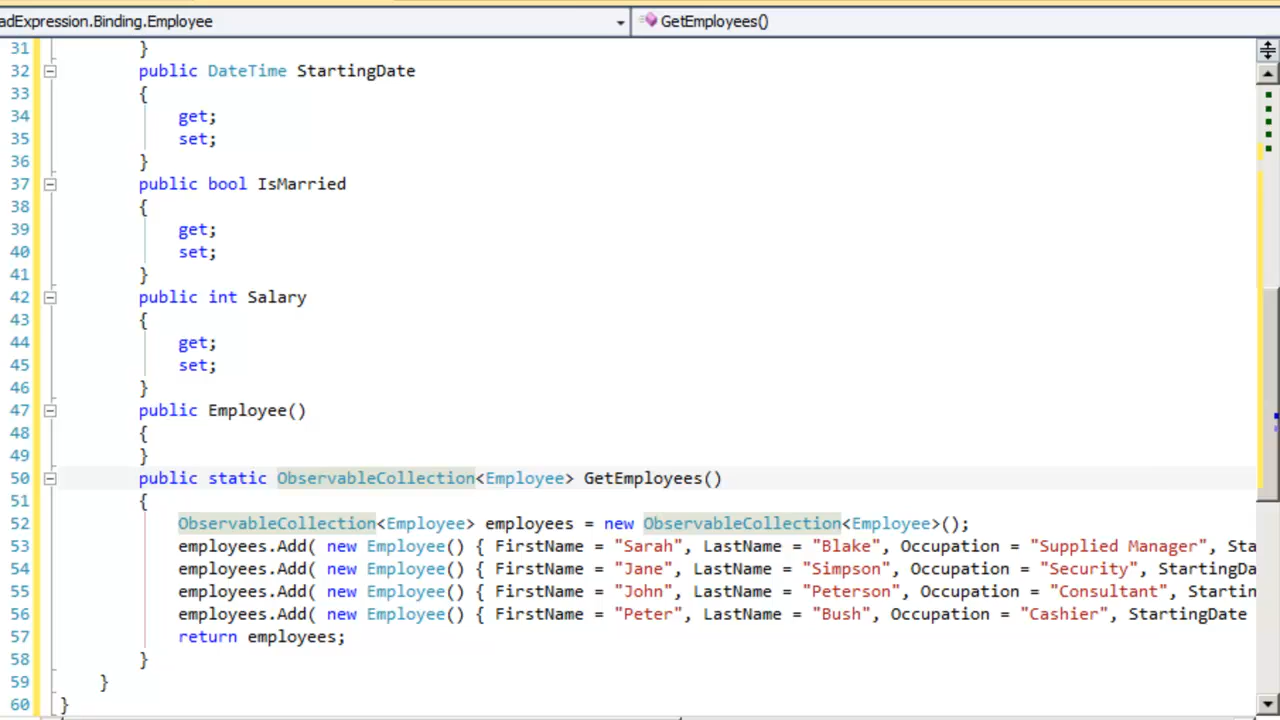 adExpression.Binding.Employee
GetEmployees()
31 }
32 public DateTime StartingDate
33 {
34 get;
35 set;
36 }
37 public bool IsMarried
38 {
39 get;
40 set;
41 }
42 public int Salary
43 {
44 get;
45 set;
46 }
47 public Employee()
48 {
49 }
50 public static ObservableCollection<Employee> GetEmployees()
51 {
52 ObservableCollection<Employee> employees = new ObservableCollection<Employee>();
53 employees.Add( new Employee() { FirstName = "Sarah", LastName = "Blake", Occupation = "Supplied Manager", Sta
54 employees.Add( new Employee() { FirstName = "Jane", LastName = "Simpson", Occupation = "Security", StartingDa
55 employees.Add( new Employee() { FirstName = "John", LastName = "Peterson", Occupation = "Consultant", Startin
56 employees.Add( new Employee() { FirstName = "Peter", LastName = "Bush", Occupation = "Cashier", StartingDate
57 return employees;
58 }
59 }
60 }